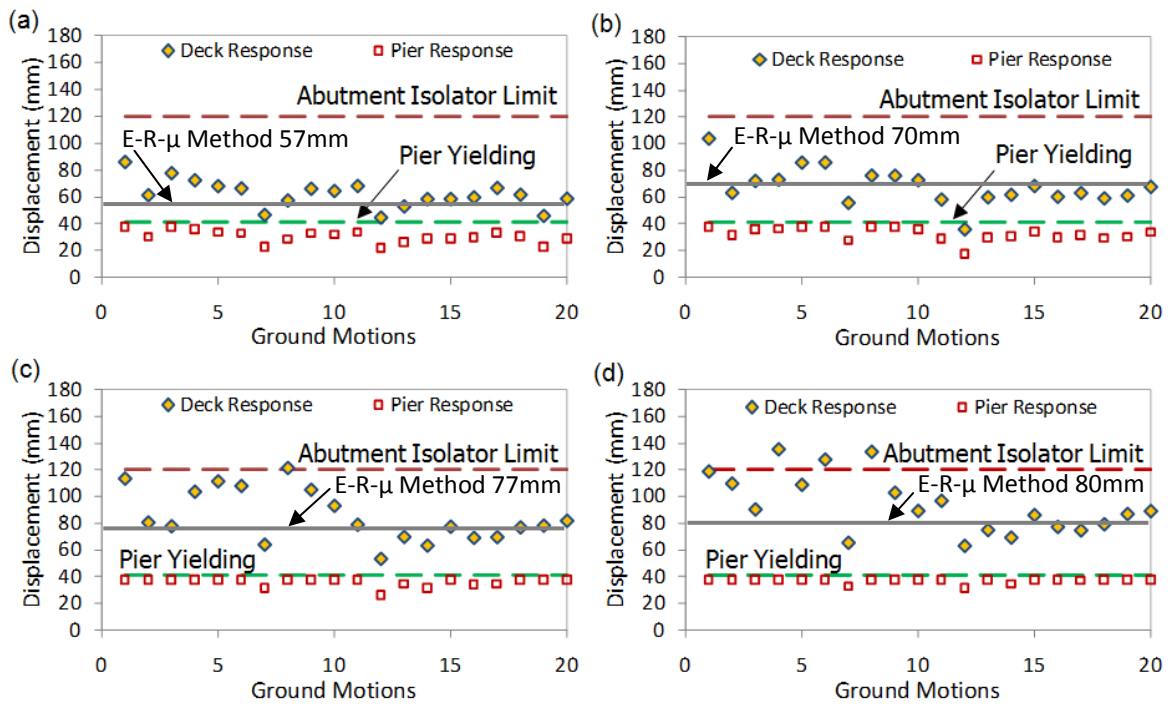 (a)
Displacement (mm)
180
160
140
120
100
80
60
40
20
0
Deck Response
Pier Response
Abutment Isolator Limit
E-R-μ Method 57mm
Pier Yielding
0 5 10 15 20
Ground Motions
(b)
Displacement (mm)
180
160
140
120
100
80
60
40
20
0
Deck Response
Pier Response
Abutment Isolator Limit
E-R-μ Method 70mm
Pier Yielding
0 5 10 15 20
Ground Motions
(c)
Displacement (mm)
180
160
140
120
100
80
60
40
20
0
Deck Response
Pier Response
Abutment Isolator Limit
E-R-μ Method 77mm
Pier Yielding
0 5 10 15 20
Ground Motions
(d)
Displacement (mm)
180
160
140
120
100
80
60
40
20
0
Deck Response
Pier Response
Abutment Isolator Limit
E-R-μ Method 80mm
Pier Yielding
0 5 10 15 20
Ground Motions